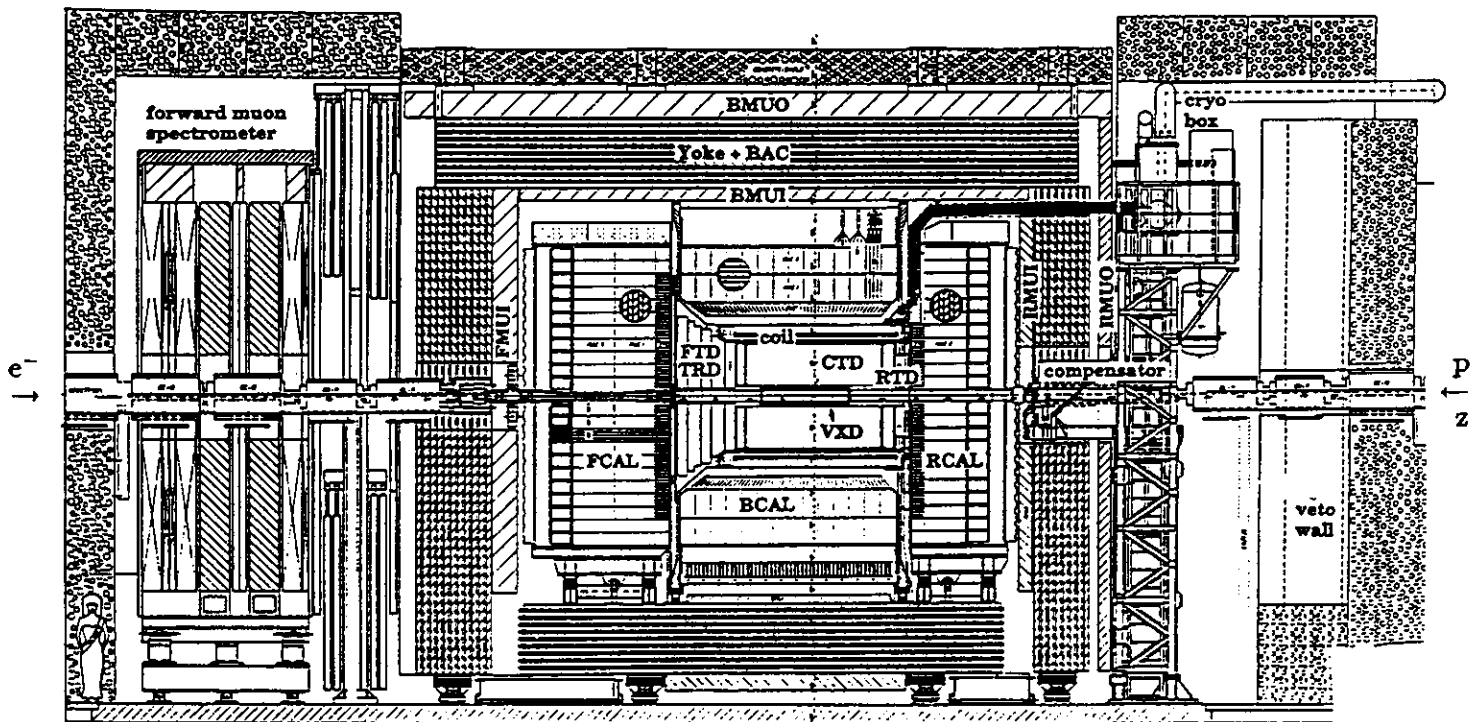 forward muon
spectrometer
BMUO
cryo
box
Yoke + BAC
BMUI
FMUI
RMUI
RMUO
coil
FTD
TRD
CTD
RTD
compensator
e⁻
→
p
←
z
VXD
FCAL
RCAL
BCAL
veto
wall